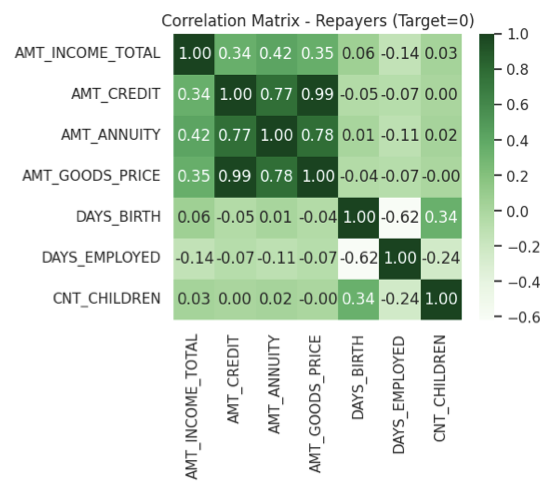 Correlation Matrix - Repayers (Target=0)
AMT_INCOME_TOTAL 1.00 0.34 0.42 0.35 0.06 -0.14 0.03
AMT_CREDIT 0.34 1.00 0.77 0.99 -0.05 -0.07 0.00
AMT_ANNUITY 0.42 0.77 1.00 0.78 0.01 -0.11 0.02
AMT_GOODS_PRICE 0.35 0.99 0.78 1.00 -0.04 -0.07 -0.00
DAYS_BIRTH 0.06 -0.05 0.01 -0.04 1.00 -0.62 0.34
DAYS_EMPLOYED -0.14 -0.07 -0.11 -0.07 -0.62 1.00 -0.24
CNT_CHILDREN 0.03 0.00 0.02 -0.00 0.34 -0.24 1.00
AMT_INCOME_TOTAL
AMT_CREDIT
AMT_ANNUITY
AMT_GOODS_PRICE
DAYS_BIRTH
DAYS_EMPLOYED
CNT_CHILDREN
1.0
0.8
0.6
0.4
0.2
0.0
−0.2
−0.4
−0.6